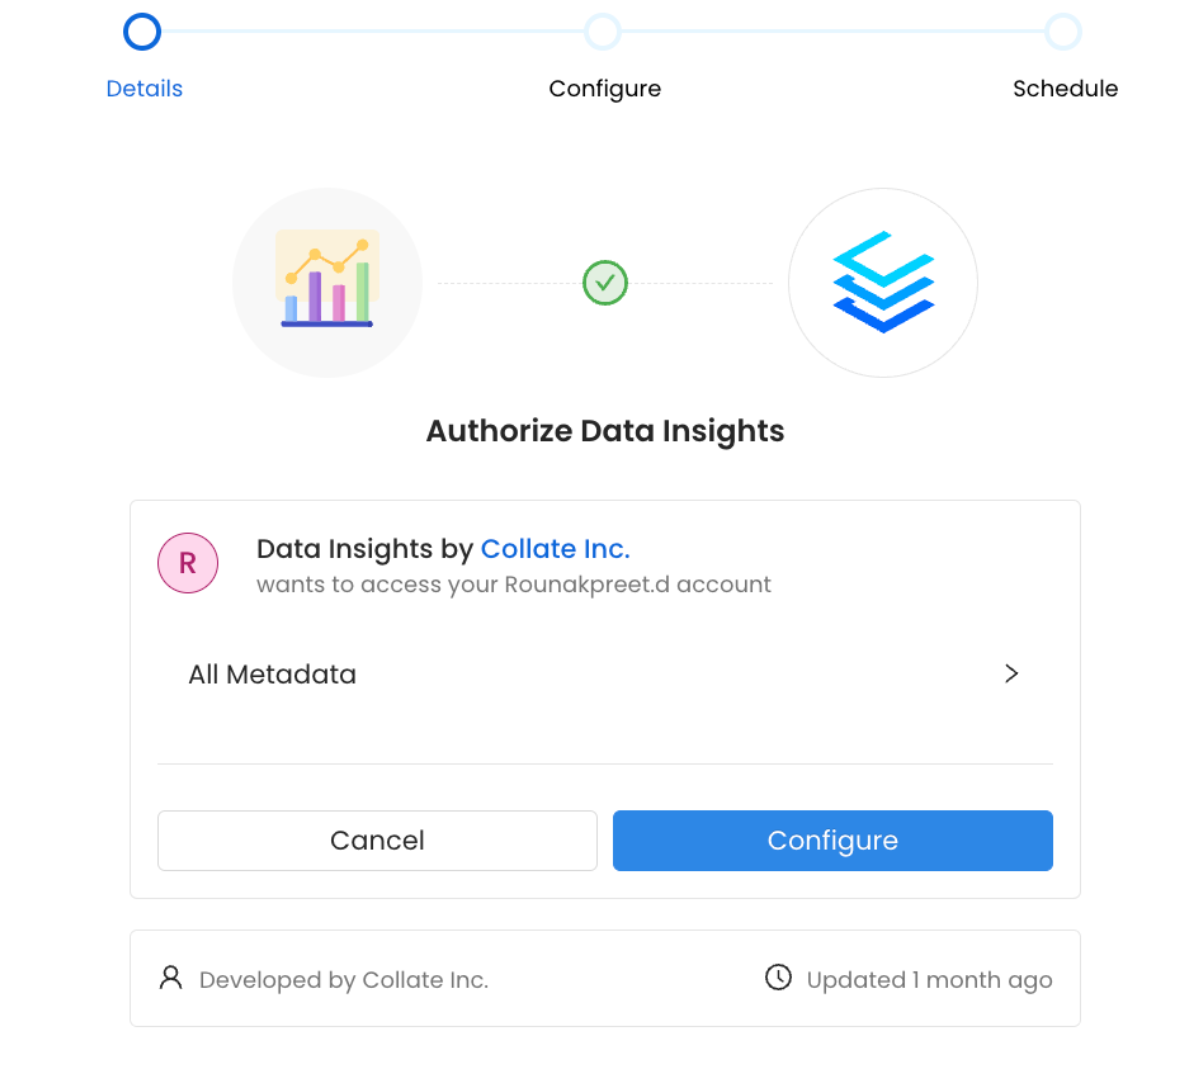 Details
Configure
Schedule
Authorize Data Insights
R
Data Insights by Collate Inc.
wants to access your Rounakpreet.d account
All Metadata
Cancel
Configure
Developed by Collate Inc.
Updated 1 month ago